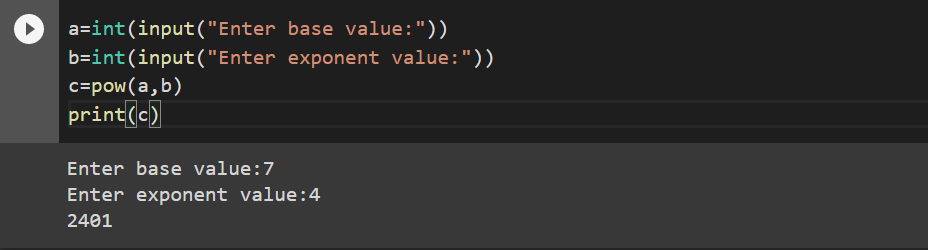 a=int(input("Enter base value:"))
b=int(input("Enter exponent value:"))
c=pow(a,b)
print(c)
Enter base value:7
Enter exponent value:4
2401